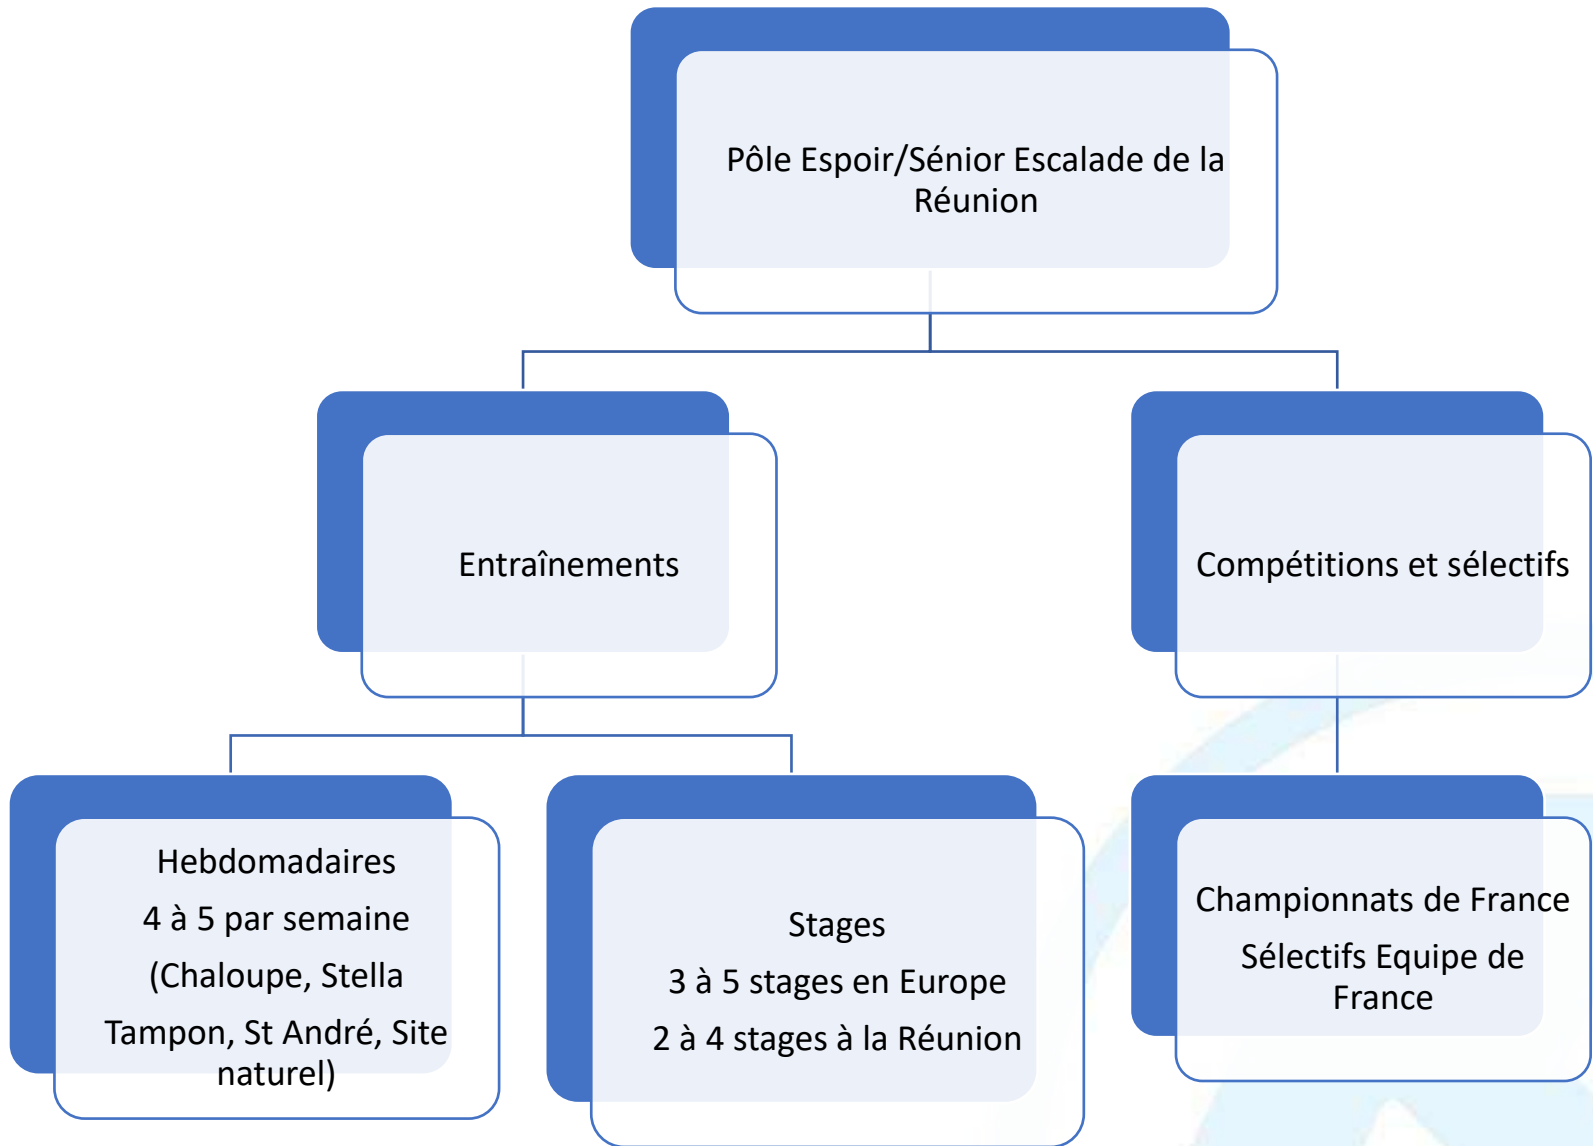 Pôle Espoir/Sénior Escalade de la
Réunion
Entraînements
Compétitions et sélectifs
Hebdomadaires
4 à 5 par semaine
(Chaloupe, Stella
Tampon, St André, Site
naturel)
Stages
3 à 5 stages en Europe
2 à 4 stages à la Réunion
Championnats de France
Sélectifs Equipe de
France